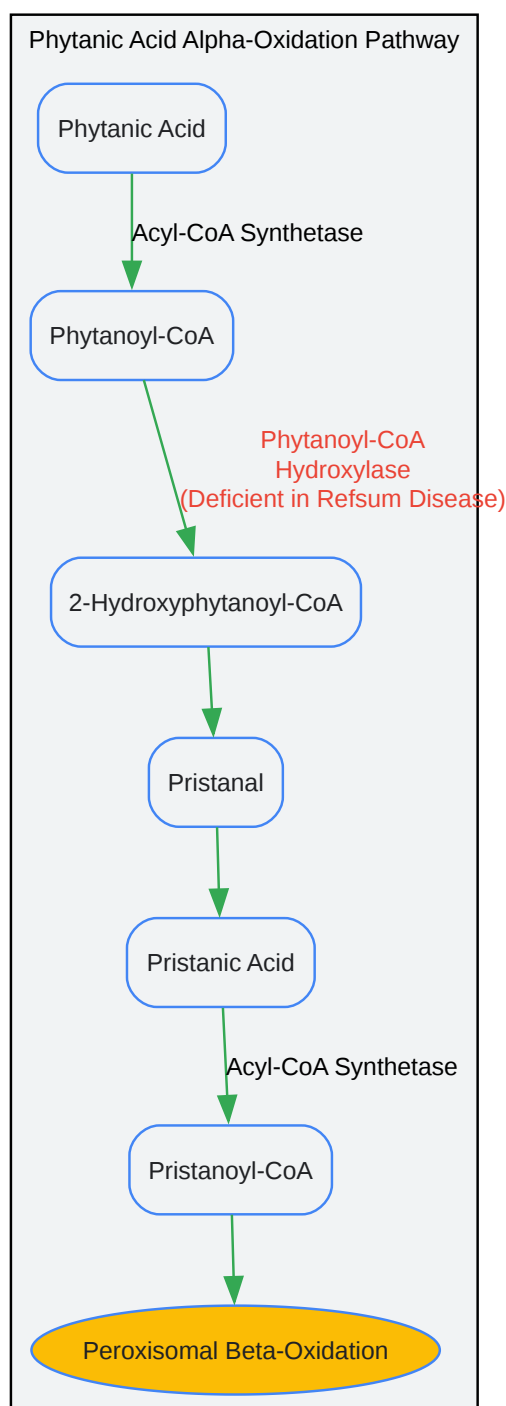 Phytanic Acid Alpha-Oxidation Pathway
Phytanic Acid
Acyl-CoA Synthetase
Phytanoyl-CoA
Phytanoyl-CoA
Hydroxylase
(Deficient in Refsum Disease)
2-Hydroxyphytanoyl-CoA
Pristanal
Pristanic Acid
Acyl-CoA Synthetase
Pristanoyl-CoA
Peroxisomal Beta-Oxidation